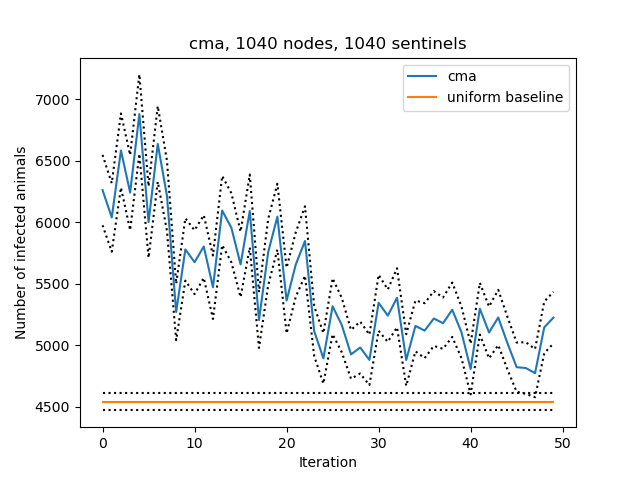 cma, 1040 nodes, 1040 sentinels
cma
uniform baseline
Number of infected animals
7000
6500
6000
5500
5000
4500
0 10 20 30 40 50
Iteration